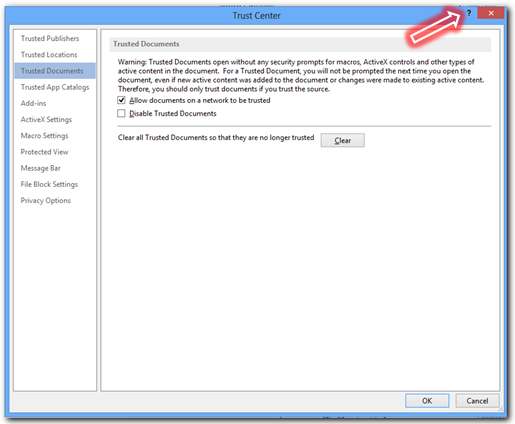 Trust Center
?
Trusted Publishers
Trusted Locations
Trusted Documents
Trusted App Catalogs
Add-ins
ActiveX Settings
Macro Settings
Protected View
Message Bar
File Block Settings
Privacy Options
Trusted Documents
Warning: Trusted Documents open without any security prompts for macros, ActiveX controls and other types of
active content in the document. For a Trusted Document, you will not be prompted the next time you open the
document, even if new active content was added to the document or changes were made to existing active content.
Therefore, you should only trust documents if you trust the source.
Allow documents on a network to be trusted
Disable Trusted Documents
Clear all Trusted Documents so that they are no longer trusted
Clear
OK
Cancel